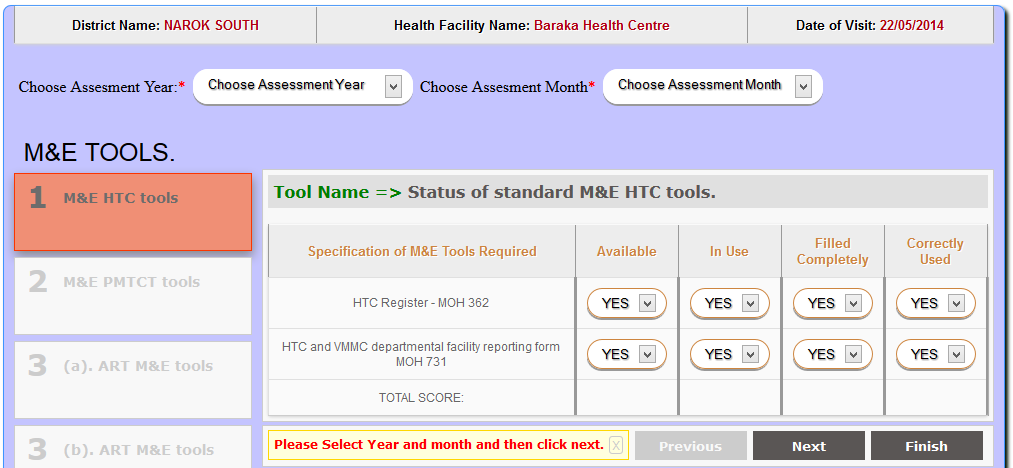 District Name: NAROK SOUTH
Health Facility Name: Baraka Health Centre
Date of Visit: 22/05/2014
Choose Assesment Year:*
Choose Assessment Year
Choose Assesment Month*
Choose Assessment Month
M&E TOOLS.
1 M&E HTC tools
2 M&E PMTCT tools
3 (a). ART M&E tools
3 (b). ART M&E tools
Tool Name => Status of standard M&E HTC tools.
Specification of M&E Tools Required
Available
In Use
Filled
Completely
Correctly
Used
HTC Register - MOH 362
YES YES YES YES
HTC and VMMC departmental facility reporting form
MOH 731
YES YES YES YES
TOTAL SCORE:
Please Select Year and month and then click next. X
Previous
Next
Finish